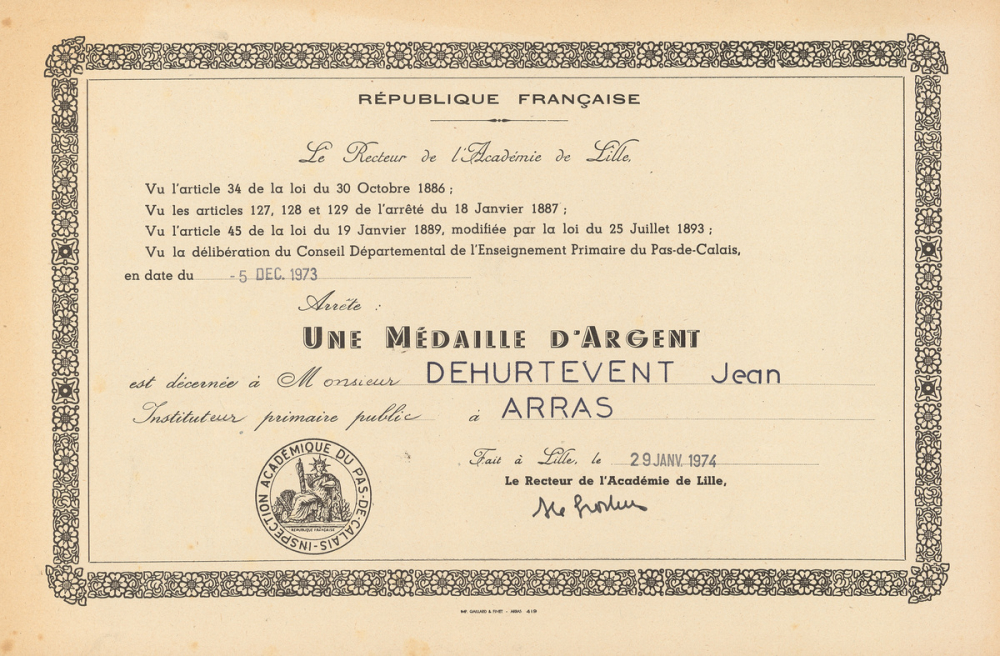 RÉPUBLIQUE FRANÇAISE
Le Recteur de l'Académie de Lille,
Vu l'article 34 de la loi du 30 Octobre 1886 ;
Vu les articles 127, 128 et 129 de l'arrêté du 18 Janvier 1887 ;
Vu l'article 45 de la loi du 19 Janvier 1889, modifiée par la loi du 25 Juillet 1893 ;
Vu la délibération du Conseil Départemental de l'Enseignement Primaire du Pas-de-Calais,
en date du -5 DEC. 1973
Arrête :
UNE MÉDAILLE D'ARGENT
est décernée à Monsieur DEHURTEVENT Jean
Instituteur primaire public à ARRAS
INSPECTION ACADÉMIQUE DU PAS-DE-CALAIS
RÉPUBLIQUE FRANÇAISE
Fait à Lille, le 29 JANV. 1974
Le Recteur de l'Académie de Lille,